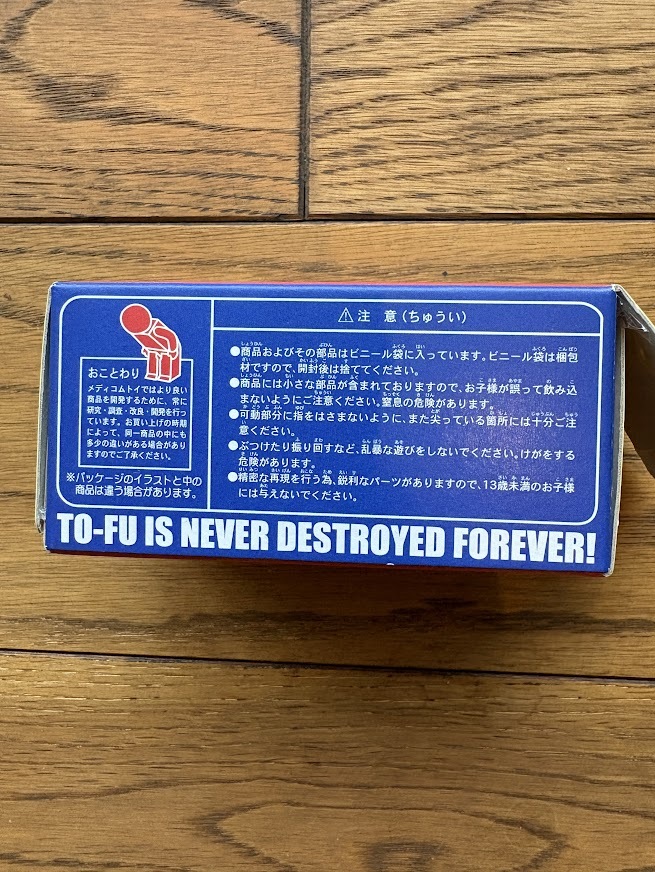 おことわり
メディコムトイではより良い
商品を開発するために、常に
研究・調査・改良・開発を行っ
ています。お買い上げの時期
によって、同一商品の中にも
多少の違いがある場合があり
ますのでご了承ください。
※パッケージのイラストと中の
商品は違う場合があります。
⚠注 意(ちゅうい)
●商品およびその部品はビニール袋に入っています。ビニール袋は梱包
材ですので、開封後は捨ててください。
●商品には小さな部品が含まれておりますので、お子様が誤って飲み込
まないようにご注意ください。窒息の危険があります。
●可動部分に指をはさまないように、また尖っている箇所には十分ご注
意ください。
●ぶつけたり振り回すなど、乱暴な遊びをしないでください。けがをする
危険があります。
●精密な再現を行う為、鋭利なパーツがありますので、13歳未満のお子様
には与えないでください。
TO-FU IS NEVER DESTROYED FOREVER!